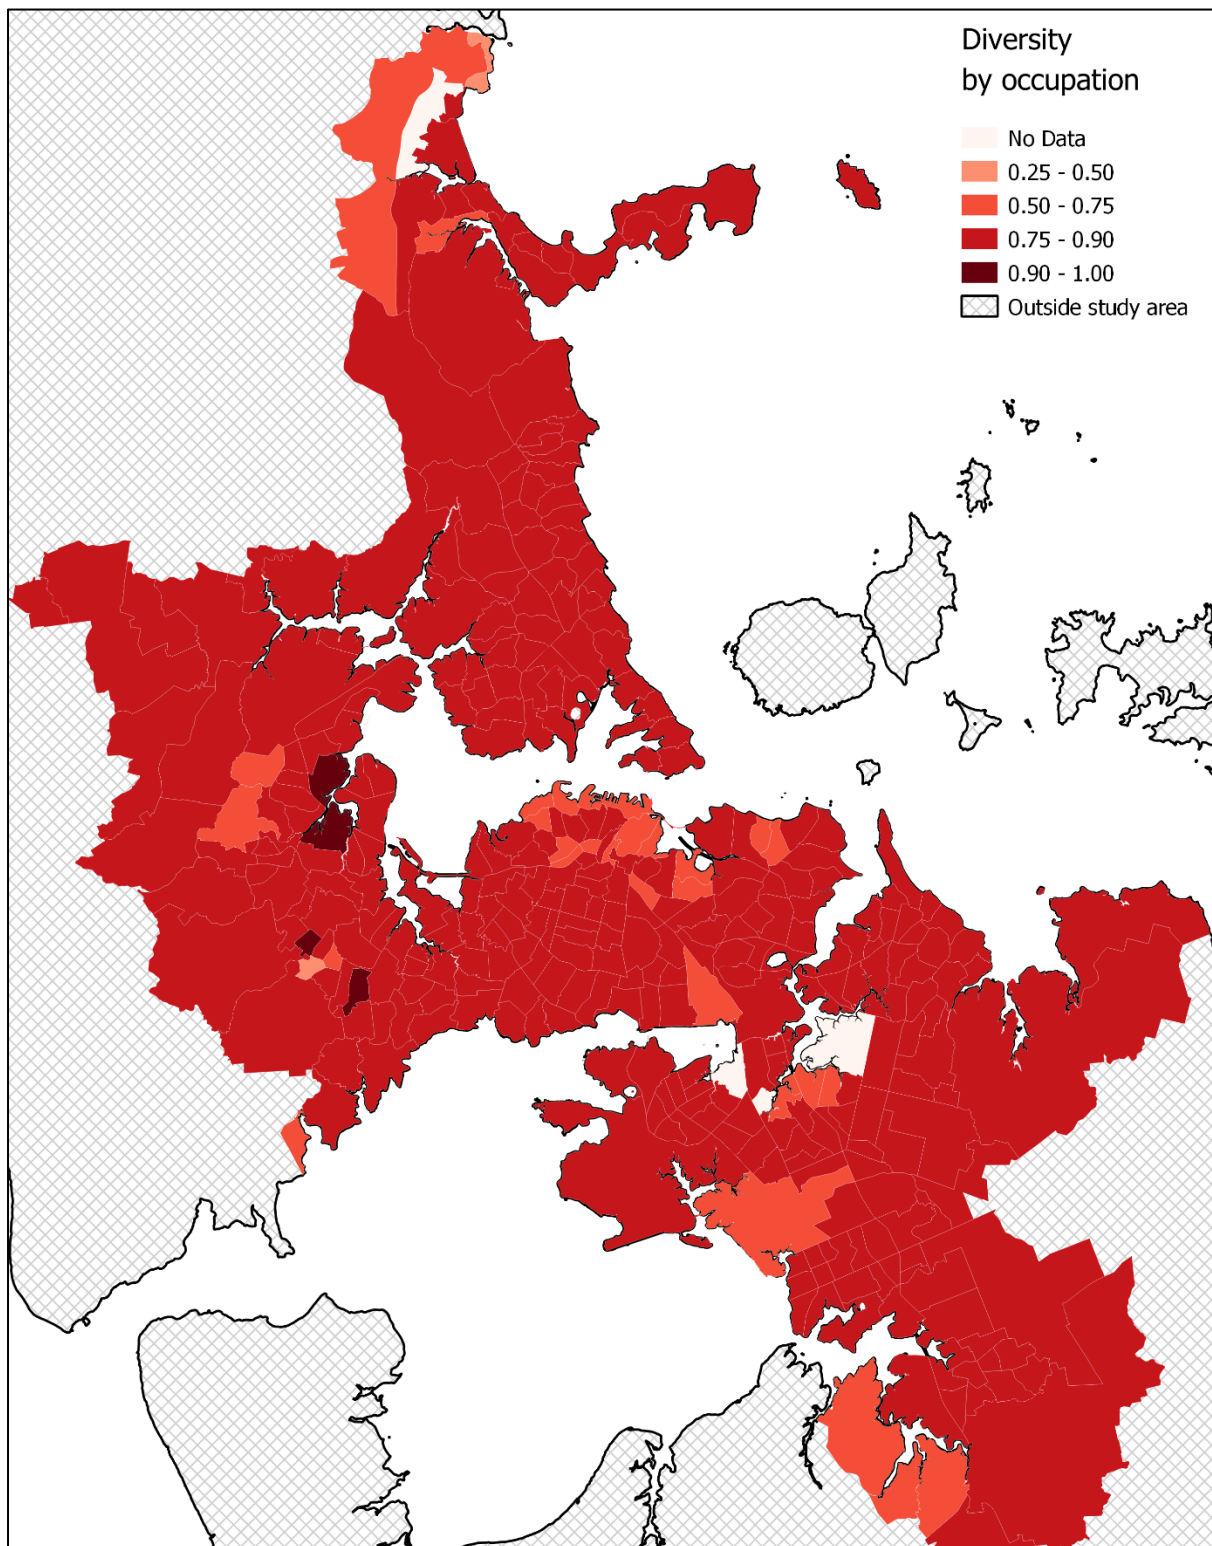 Diversity
by occupation
No Data
0.25 - 0.50
0.50 - 0.75
0.75 - 0.90
0.90 - 1.00
Outside study area